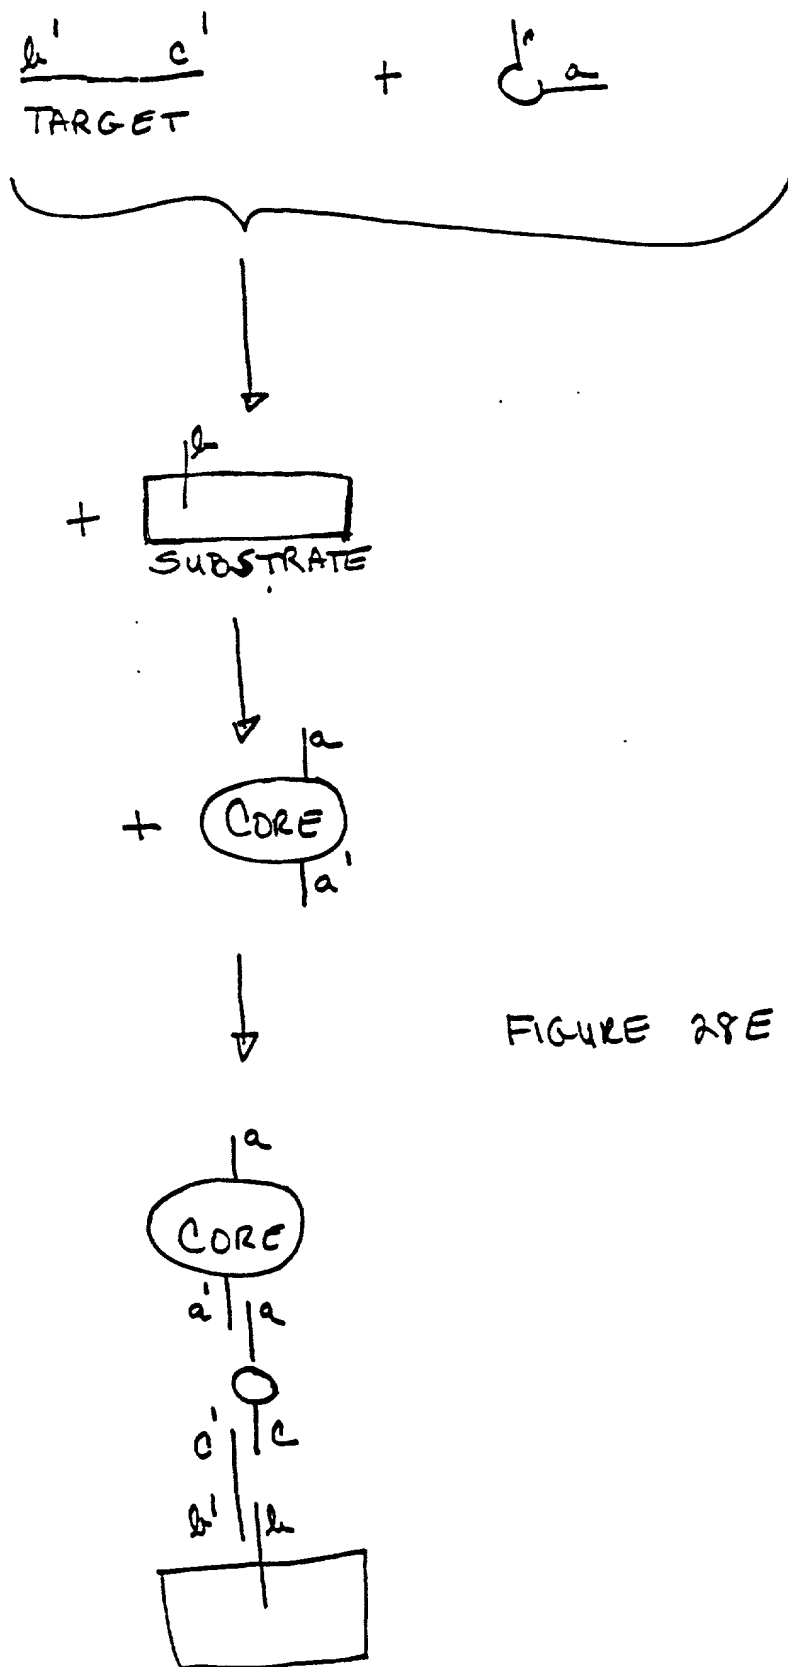 b' c'
+ a
TARGET
b
+
SUBSTRATE
a
+ CORE
a'
FIGURE 28E
a
CORE
a' a
c' c
b' b